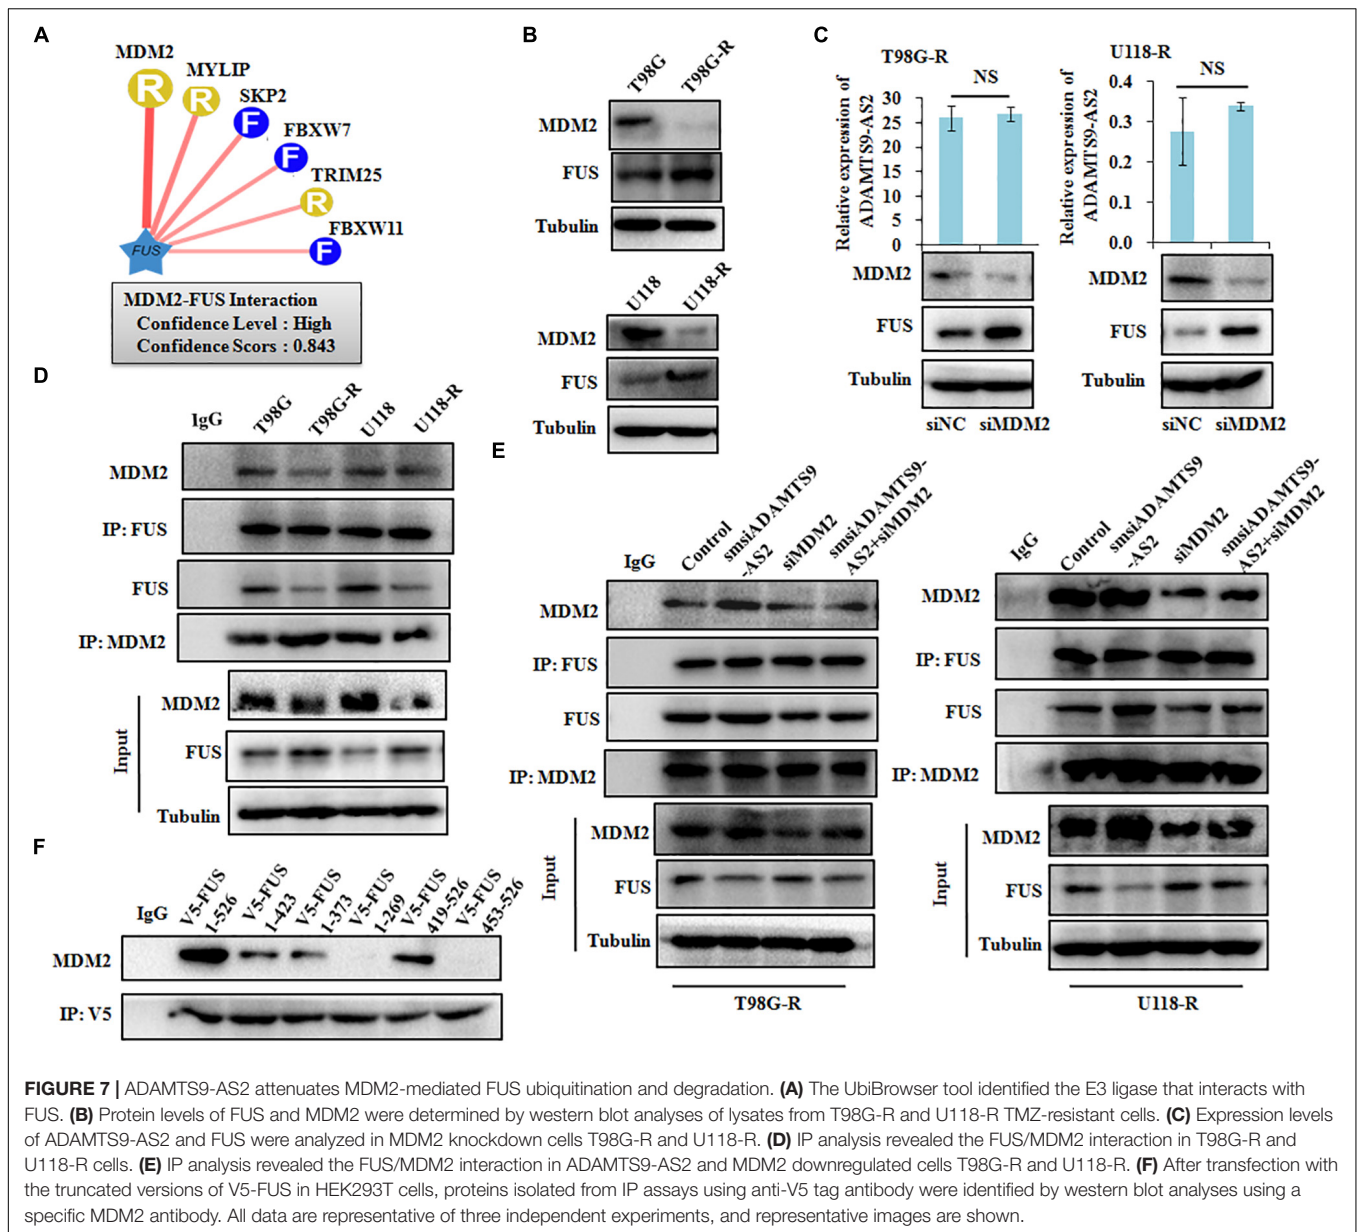 A
MDM2
R
MYLIP
R
SKP2
F
FBXW7
F
TRIM25
R
FBXW11
F
FUS
MDM2-FUS Interaction
Confidence Level : High
Confidence Scors : 0.843
B
T98G
T98G-R
MDM2
FUS
Tubulin
U118
U118-R
MDM2
FUS
Tubulin
C
T98G-R
NS
Relative expression of
ADAMTS9-AS2
30
25
20
15
10
5
0
MDM2
FUS
Tubulin
siNC siMDM2
U118-R
NS
Relative expression of
ADAMTS9-AS2
0.4
0.3
0.2
0.1
0.0
MDM2
FUS
Tubulin
siNC siMDM2
D
IgG
T98G
T98G-R
U118
U118-R
MDM2
IP: FUS
FUS
IP: MDM2
Input
MDM2
FUS
Tubulin
E
IgG
Control
smsiADAMTS9
-AS2
siMDM2
smsiADAMTS9-
AS2+siMDM2
MDM2
IP: FUS
FUS
IP: MDM2
Input
MDM2
FUS
Tubulin
T98G-R
IgG
Control
smsiADAMTS9
-AS2
siMDM2
smsiADAMTS9-
AS2+siMDM2
MDM2
IP: FUS
FUS
IP: MDM2
Input
MDM2
FUS
Tubulin
U118-R
F
IgG
V5-FUS
1-526
V5-FUS
1-423
V5-FUS
1-373
V5-FUS
1-269
V5-FUS
419-526
V5-FUS
453-526
MDM2
IP: V5
FIGURE 7 | ADAMTS9-AS2 attenuates MDM2-mediated FUS ubiquitination and degradation. (A) The UbiBrowser tool identified the E3 ligase that interacts with
FUS. (B) Protein levels of FUS and MDM2 were determined by western blot analyses of lysates from T98G-R and U118-R TMZ-resistant cells. (C) Expression levels
of ADAMTS9-AS2 and FUS were analyzed in MDM2 knockdown cells T98G-R and U118-R. (D) IP analysis revealed the FUS/MDM2 interaction in T98G-R and
U118-R cells. (E) IP analysis revealed the FUS/MDM2 interaction in ADAMTS9-AS2 and MDM2 downregulated cells T98G-R and U118-R. (F) After transfection with
the truncated versions of V5-FUS in HEK293T cells, proteins isolated from IP assays using anti-V5 tag antibody were identified by western blot analyses using a
specific MDM2 antibody. All data are representative of three independent experiments, and representative images are shown.